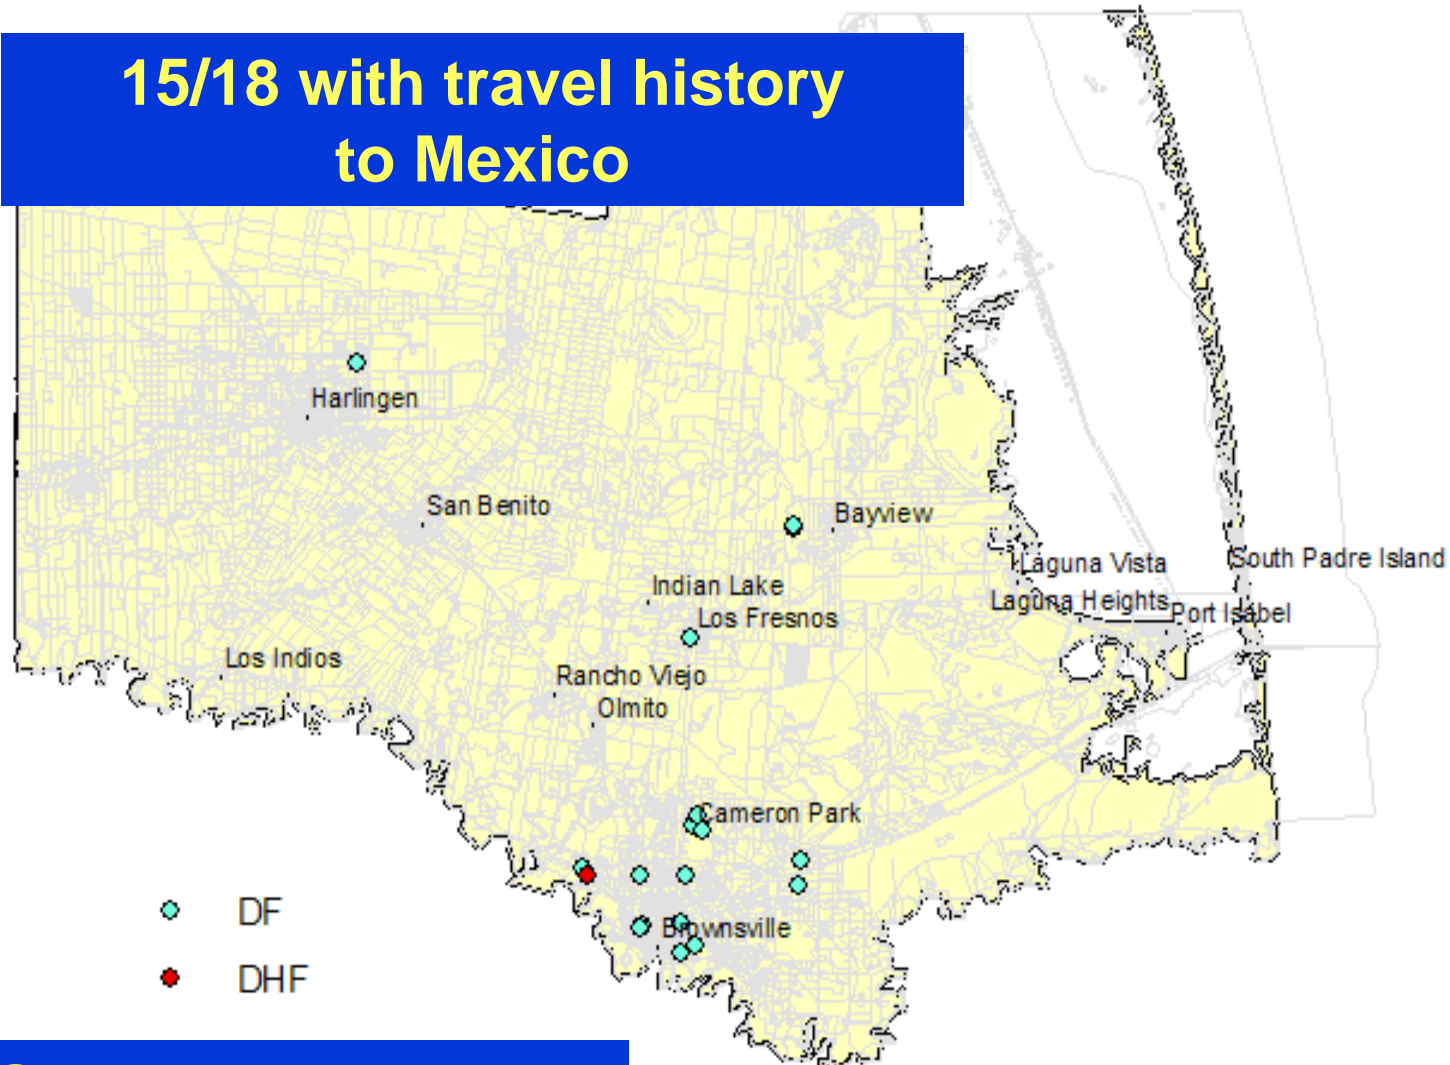 15/18 with travel history
to Mexico
Harlingen
San Benito
Bayview
Laguna Vista
South Padre Island
Indian Lake
Laguna Heights
Port Isabel
Los Fresnos
Los Indios
Rancho Viejo
Olmito
Cameron Park
Brownsville
DF
DHF